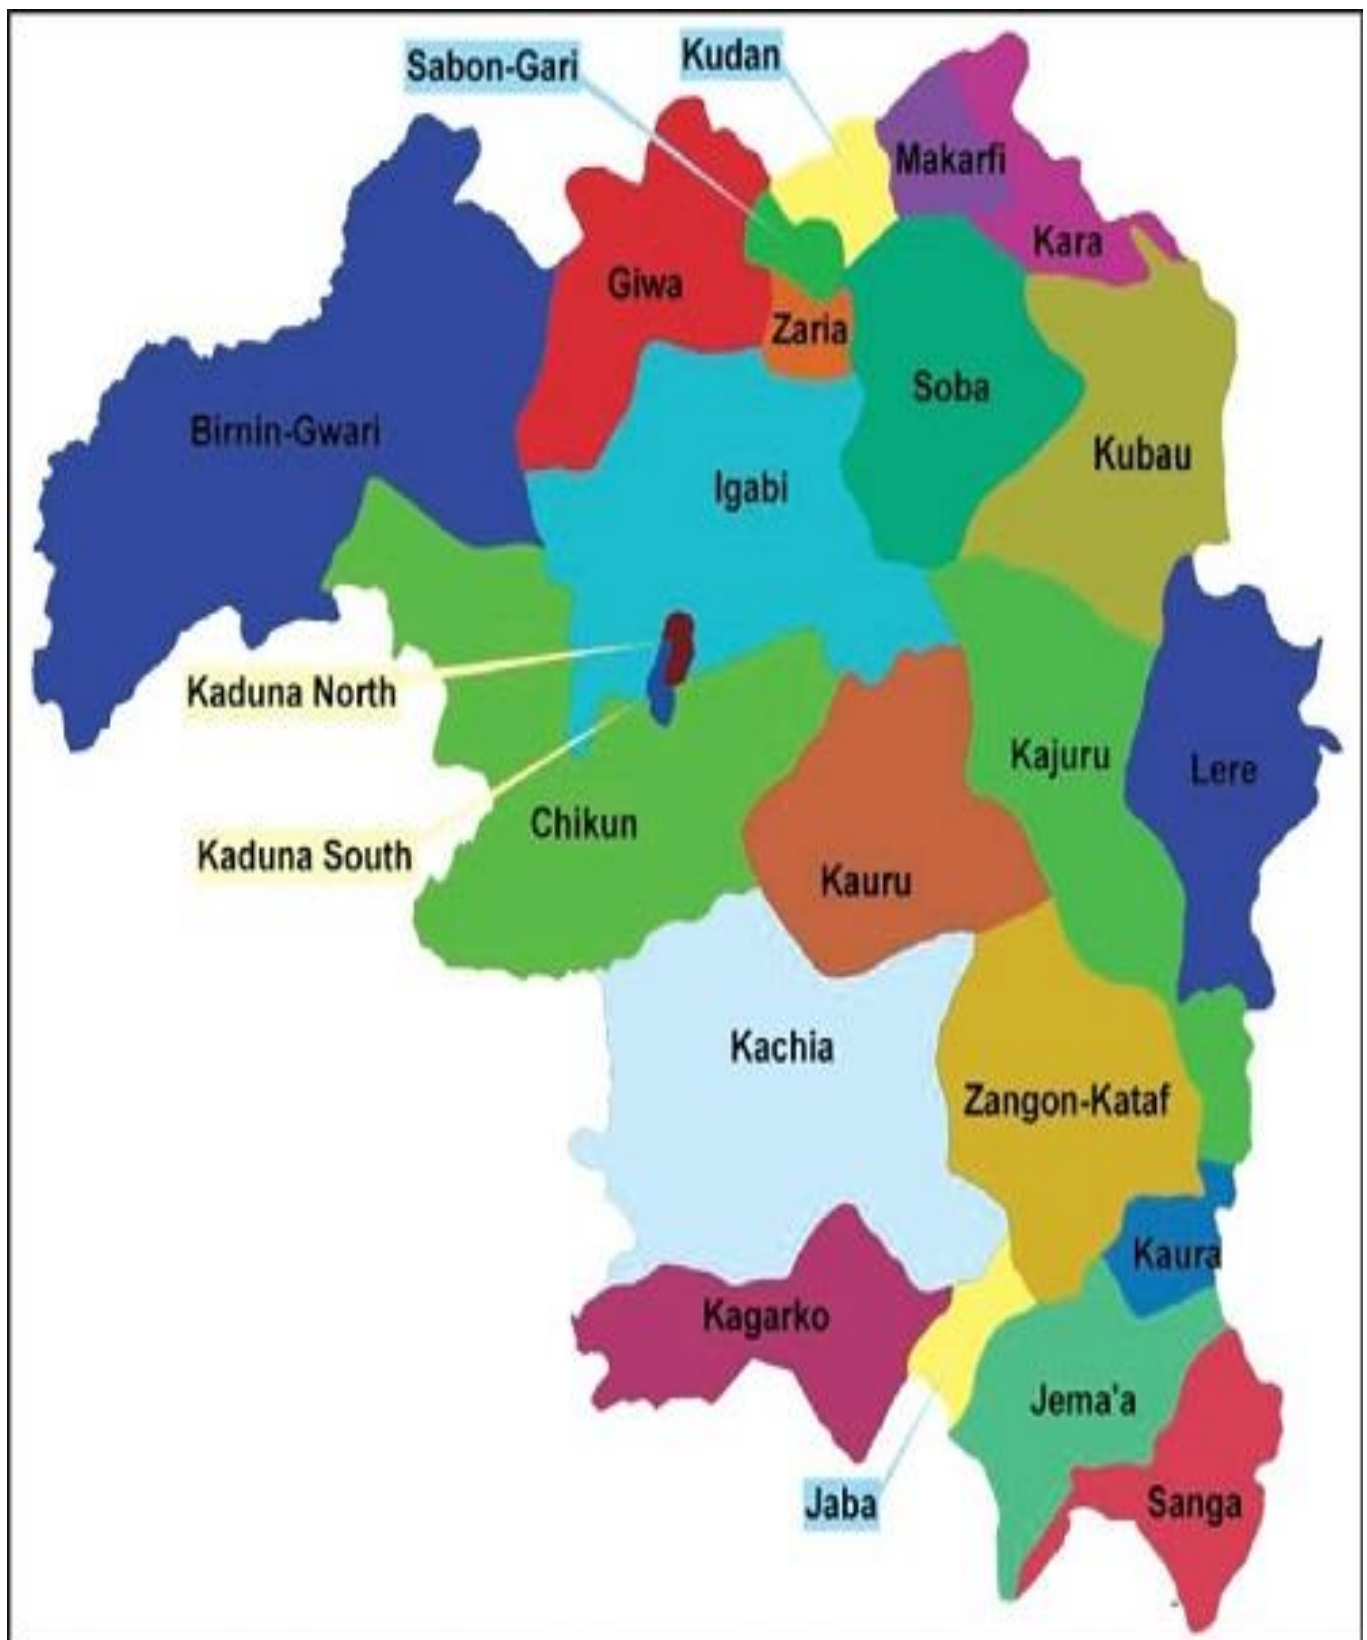 Sabon-Gari
Kudan
Makarfi
Kara
Giwa
Zaria
Soba
Birnin-Gwari
Kubau
Igabi
Kaduna North
Kajuru
Lere
Chikun
Kaduna South
Kauru
Kachia
Zangon-Kataf
Kaura
Kagarko
Jema'a
Jaba
Sanga